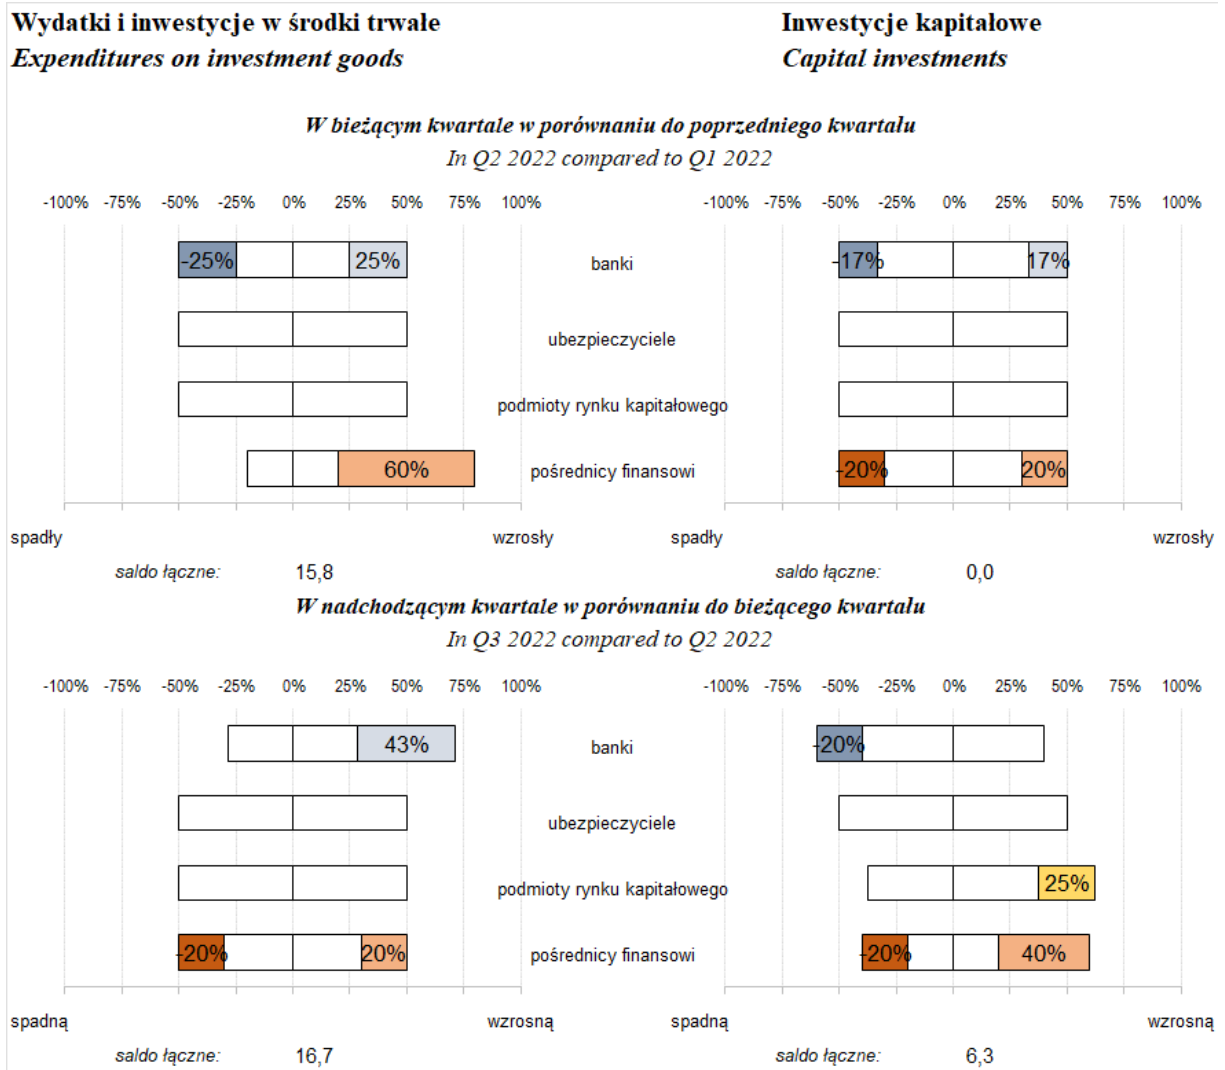 Wydatki i inwestycje w środki trwałe
Expenditures on investment goods
Inwestycje kapitałowe
Capital investments
W bieżącym kwartale w porównaniu do poprzedniego kwartału
In Q2 2022 compared to Q1 2022
-100% -75% -50% -25% 0% 25% 50% 75% 100%
-100% -75% -50% -25% 0% 25% 50% 75% 100%
-25% 25% banki -17% 17%
ubezpieczyciele
podmioty rynku kapitałowego
60% pośrednicy finansowi -20% 20%
spadły wzrosły spadły wzrosły
saldo łączne: 15,8 saldo łączne: 0,0
W nadchodzącym kwartale w porównaniu do bieżącego kwartału
In Q3 2022 compared to Q2 2022
-100% -75% -50% -25% 0% 25% 50% 75% 100%
-100% -75% -50% -25% 0% 25% 50% 75% 100%
43% banki -20%
ubezpieczyciele
podmioty rynku kapitałowego 25%
-20% 20% pośrednicy finansowi -20% 40%
spadną wzrosną spadną wzrosną
saldo łączne: 16,7 saldo łączne: 6,3